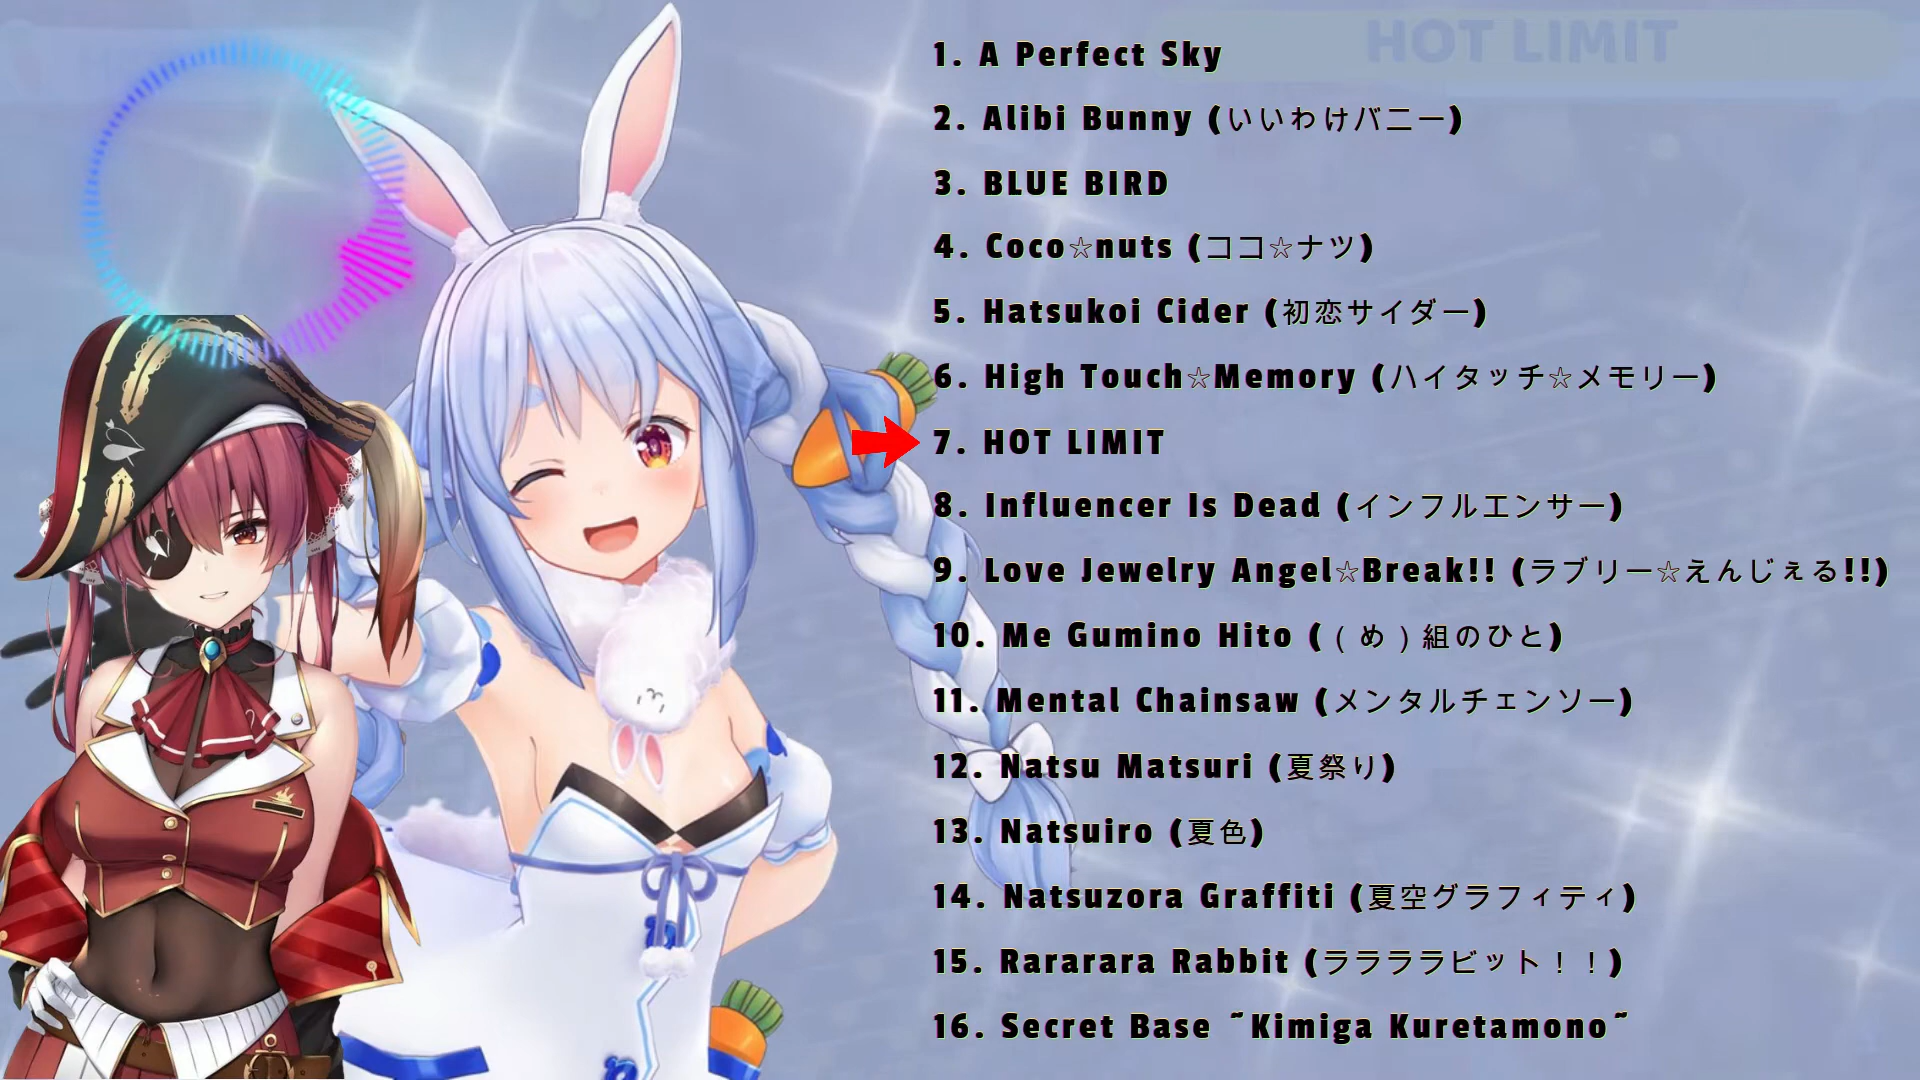 HOT LIMIT
1. A Perfect Sky
2. Alibi Bunny (いいわけバニー)
3. BLUE BIRD
4. Coco☆nuts (ココ☆ナツ)
5. Hatsukoi Cider (初恋サイダー)
6. High Touch☆Memory (ハイタッチ☆メモリー)
7. HOT LIMIT
8. Influencer Is Dead (インフルエンサー)
9. Love Jewelry Angel☆Break!! (ラブリー☆えんじぇる!!)
10. Me Gumino Hito (（め）組のひと)
11. Mental Chainsaw (メンタルチェンソー)
12. Natsu Matsuri (夏祭り)
13. Natsuiro (夏色)
14. Natsuzora Graffiti (夏空グラフィティ)
15. Rararara Rabbit (ララララビット！！)
16. Secret Base ~Kimiga Kuretamono~